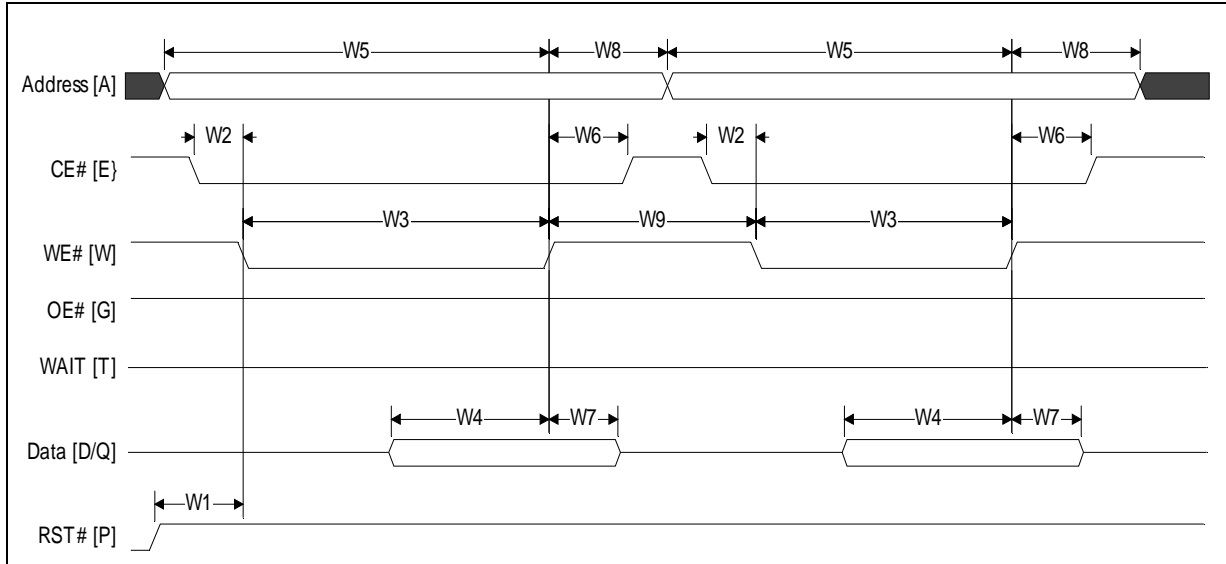 W5 W8 W5 W8
Address [A]
W2 W6 W2 W6
CE# [E}
W3 W9 W3
WE# [W]
OE# [G]
WAIT [T]
W4 W7 W4 W7
Data [D/Q]
W1
RST# [P]